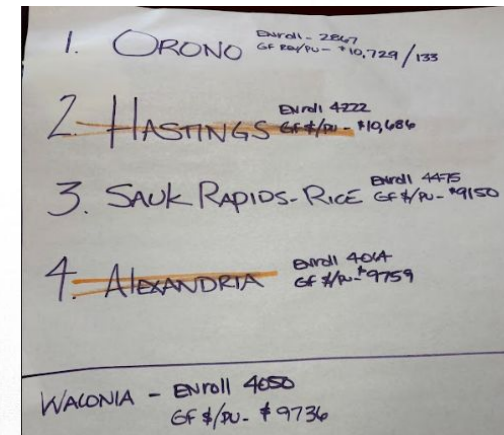 1. ORONO Enroll - 2867
GF Rev/PU - $10,729/133
2. HASTINGS Enroll 4222
GF $/PU - $10,686
3. SAUK RAPIDS-RICE Enroll 4475
GF $/PU - $9150
4. ALEXANDRIA Enroll 4064
GF $/PU - $9759
WACONIA - Enroll 4050
GF $/PU - $9736